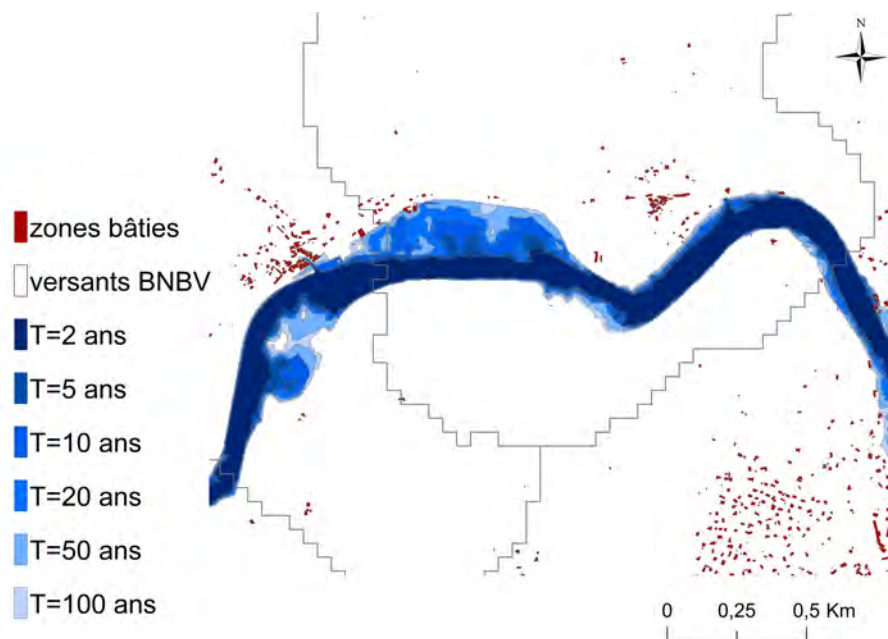 N
zones bâties
versants BNBV
T=2 ans
T=5 ans
T=10 ans
T=20 ans
T=50 ans
T=100 ans
0 0,25 0,5 Km